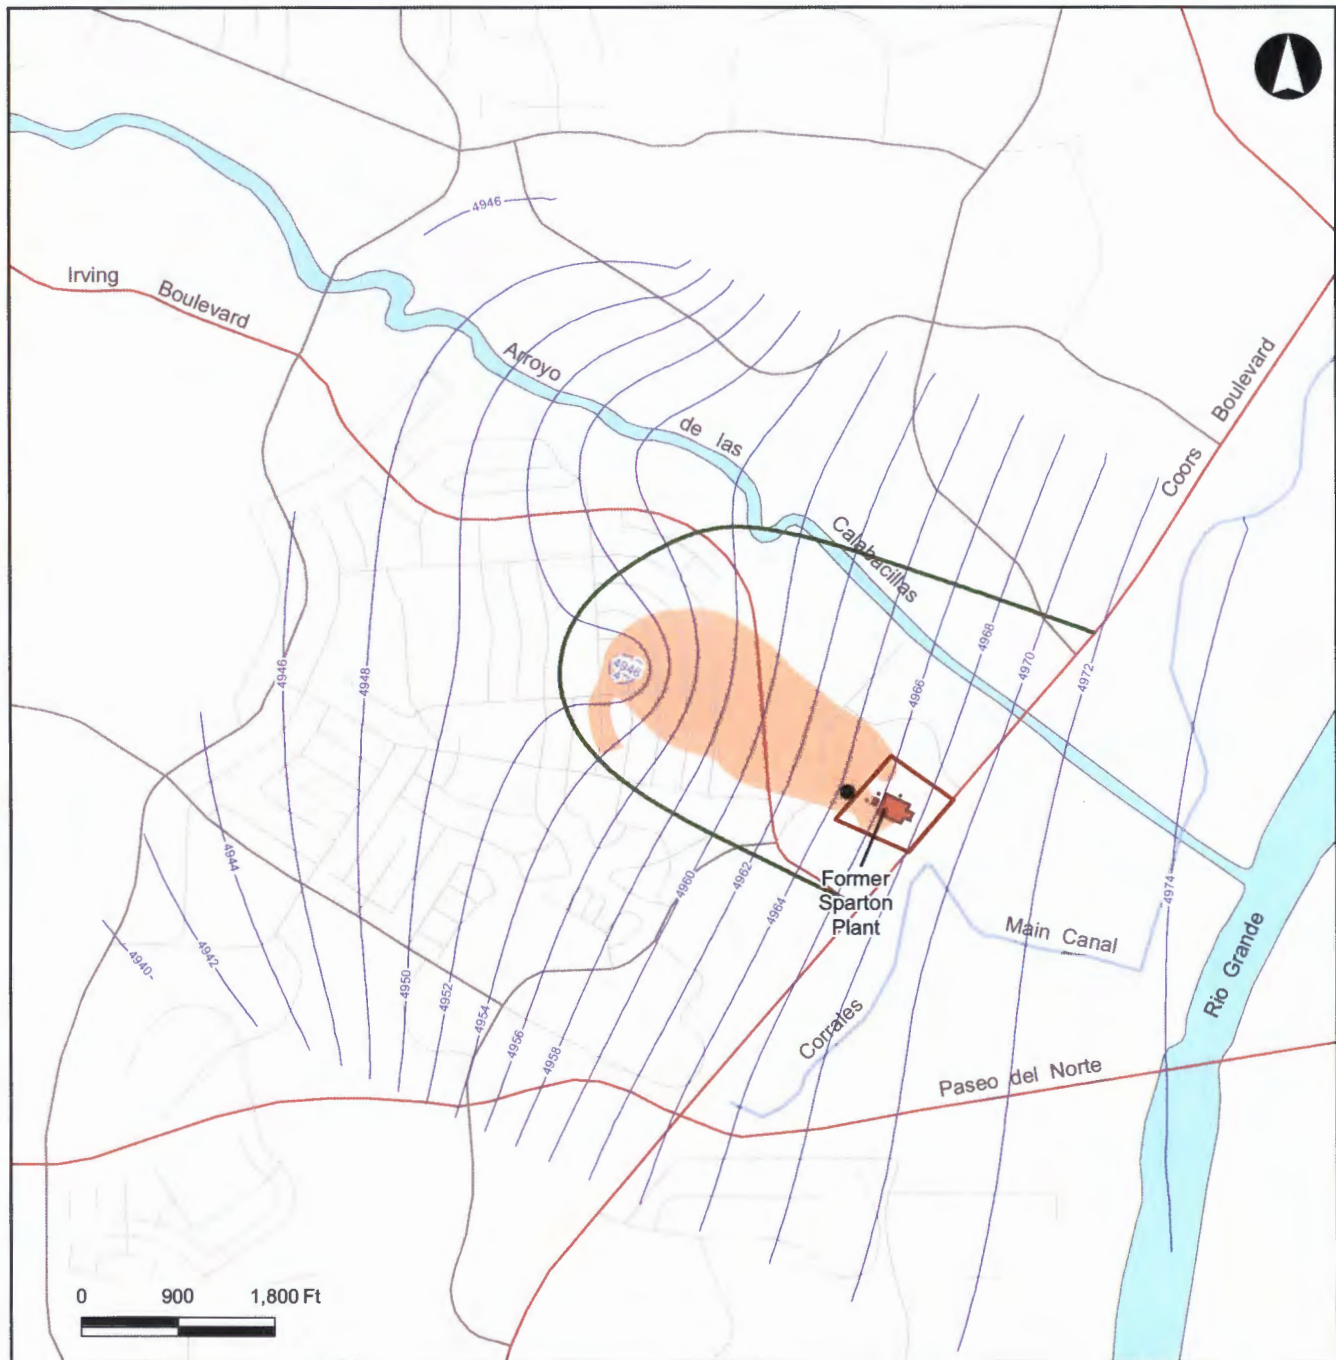 4946
Irving Boulevard
Arroyo
de las
Calabacillas
Coors Boulevard
4946
4948
4946
4968
4970
4972
4966
4944
4942
4940
4950
4952
4954
4956
4958
4960
4962
4964
4974
Former
Sparton
Plant
Main Canal
Corrales
Rio Grande
Paseo del Norte
0 900 1,800 Ft